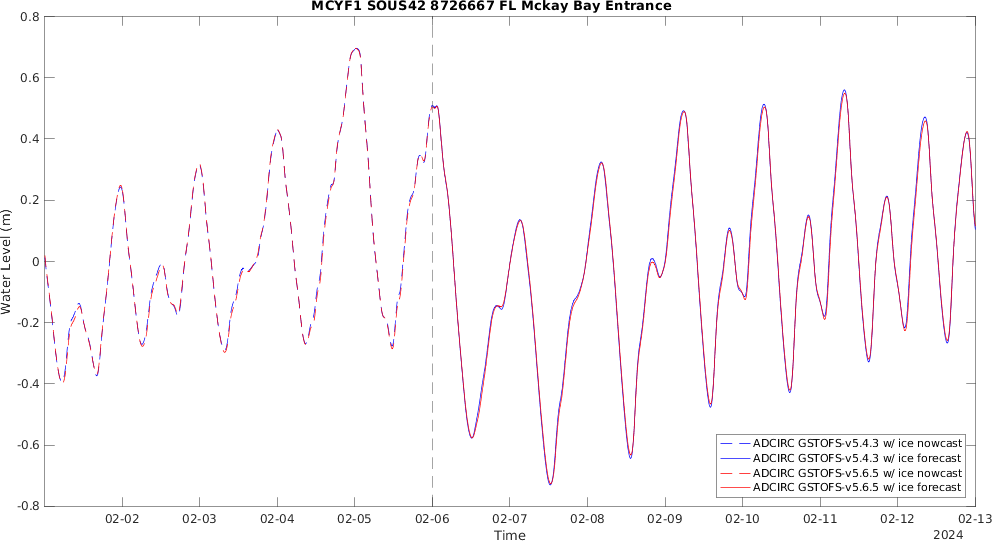 MCYF1 SOUS42 8726667 FL Mckay Bay Entrance
0.8
0.6
0.4
0.2
0
-0.2
-0.4
-0.6
-0.8
Water Level (m)
02-02 02-03 02-04 02-05 02-06 02-07 02-08 02-09 02-10 02-11 02-12 02-13
Time
2024
ADCIRC GSTOFS-v5.4.3 w/ ice nowcast
ADCIRC GSTOFS-v5.4.3 w/ ice forecast
ADCIRC GSTOFS-v5.6.5 w/ ice nowcast
ADCIRC GSTOFS-v5.6.5 w/ ice forecast